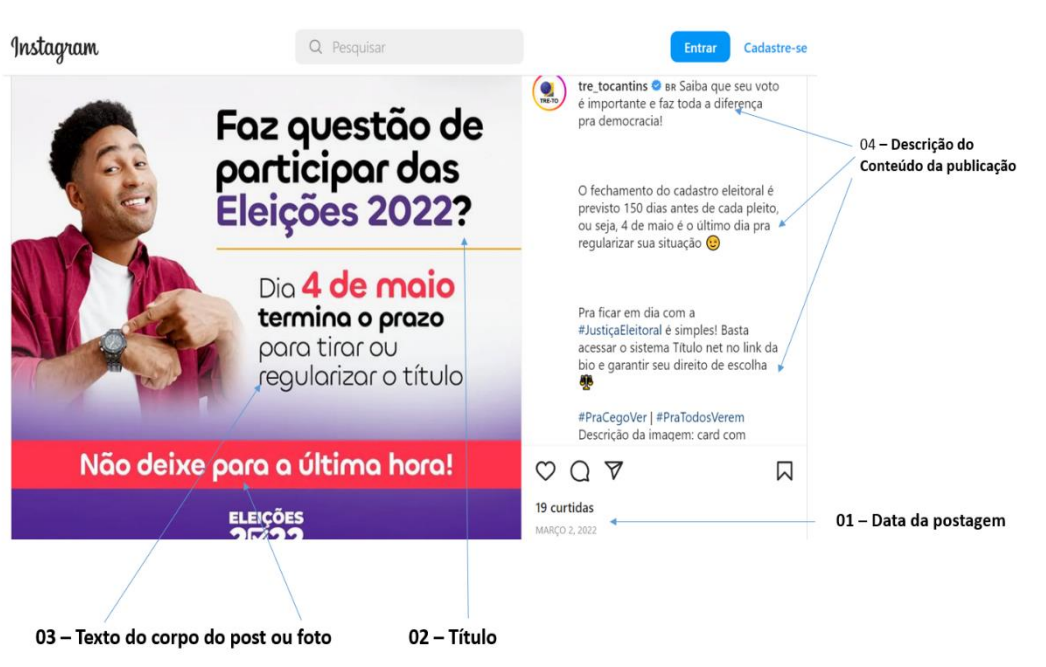 Instagram
Pesquisar
Entrar
Cadastre-se
Faz questão de
participar das
Eleições 2022?
Dia 4 de maio
termina o prazo
para tirar ou
regularizar o título
Não deixe para a última hora!
ELEIÇÕES
2022
TRE-TO
tre_tocantins BR Saiba que seu voto
é importante e faz toda a diferença
pra democracia!
O fechamento do cadastro eleitoral é
previsto 150 dias antes de cada pleito,
ou seja, 4 de maio é o último dia pra
regularizar sua situação 😉
Pra ficar em dia com a
#JustiçaEleitoral é simples! Basta
acessar o sistema Título net no link da
bio e garantir seu direito de escolha
#PraCegoVer | #PraTodosVerem
Descrição da imagem: card com
19 curtidas
MARÇO 2, 2022
04 – Descrição do
Conteúdo da publicação
01 – Data da postagem
03 – Texto do corpo do post ou foto
02 – Título